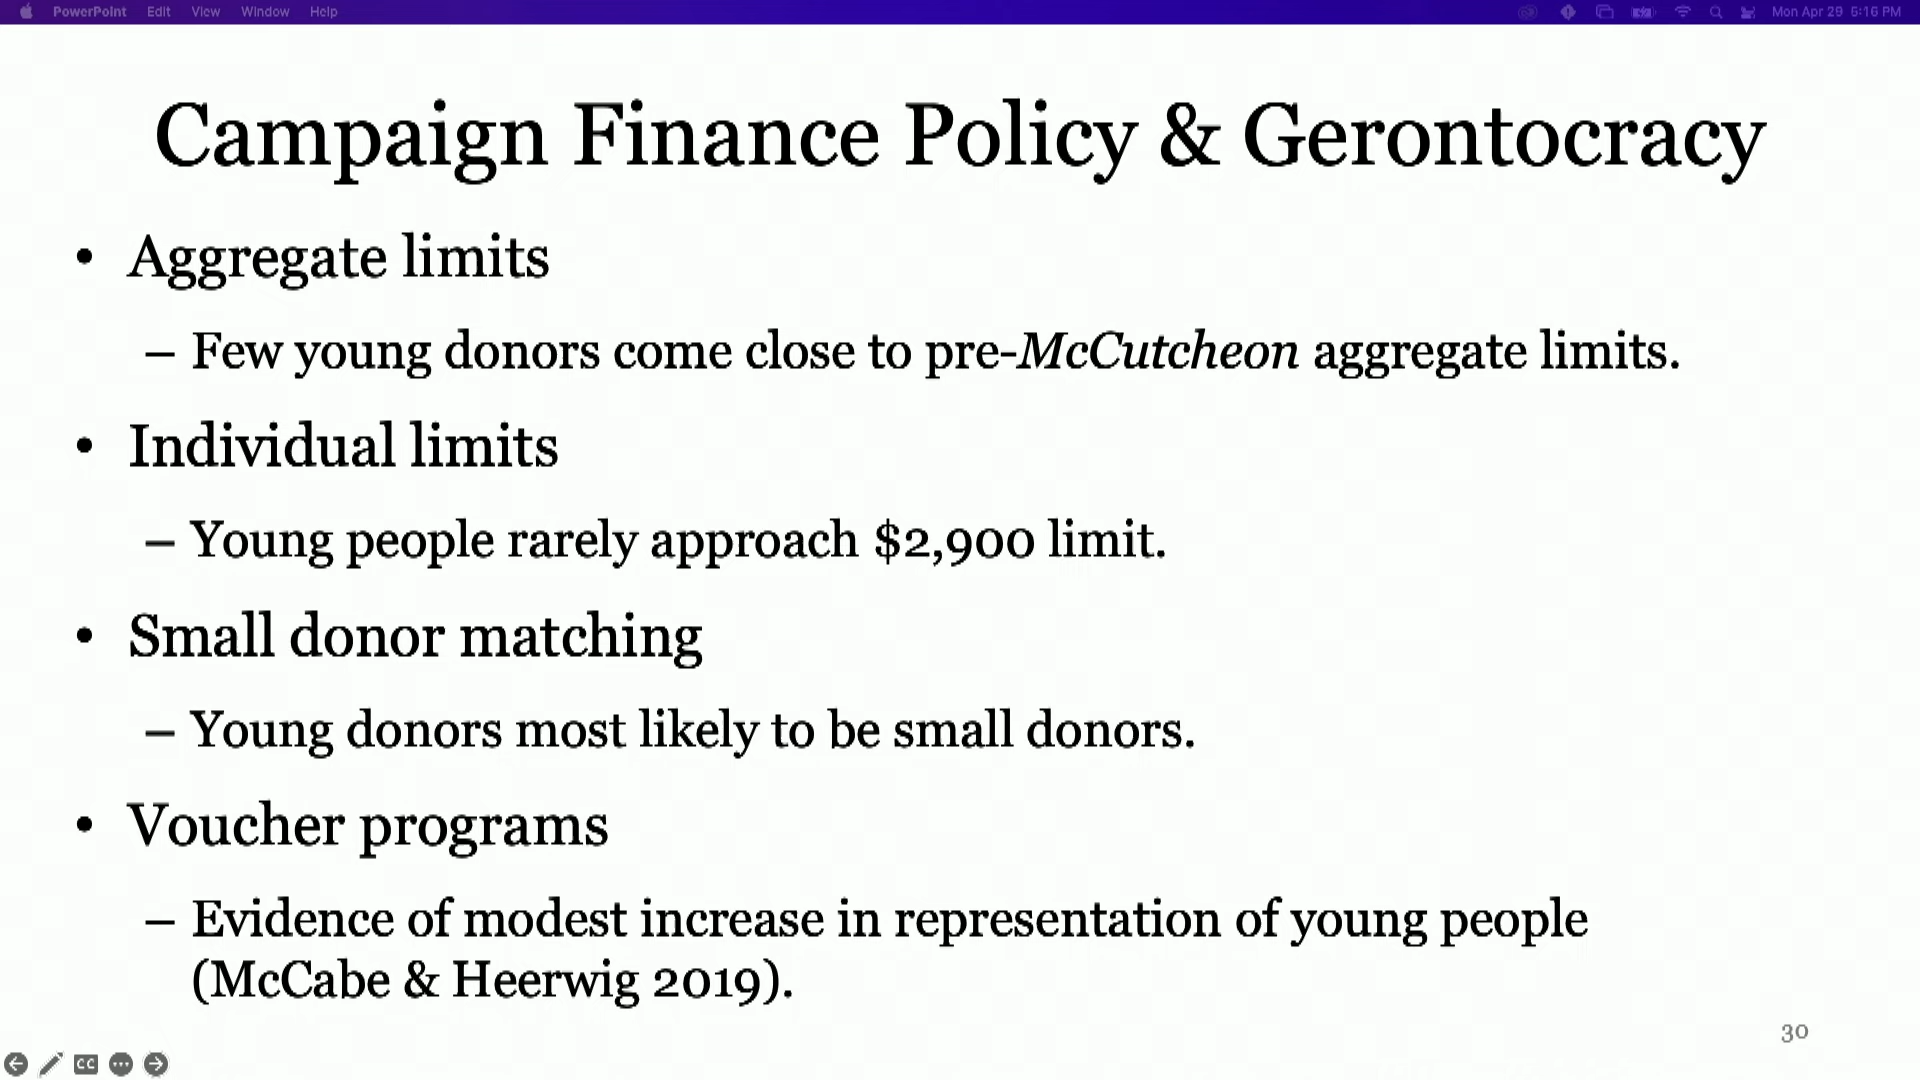 PowerPoint Edit View Window Help Mon Apr 29 5:16 PM
Campaign Finance Policy & Gerontocracy
• Aggregate limits
– Few young donors come close to pre-McCutcheon aggregate limits.
• Individual limits
– Young people rarely approach $2,900 limit.
• Small donor matching
– Young donors most likely to be small donors.
• Voucher programs
– Evidence of modest increase in representation of young people
(McCabe & Heerwig 2019).
30
CC